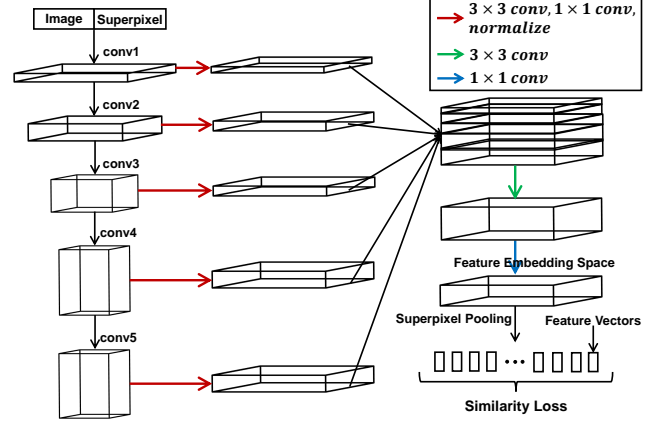 Image Superpixel
conv1
conv2
conv3
conv4
conv5
3 × 3 conv, 1 × 1 conv,
normalize
3 × 3 conv
1 × 1 conv
Feature Embedding Space
Superpixel Pooling
Feature Vectors
...
Similarity Loss